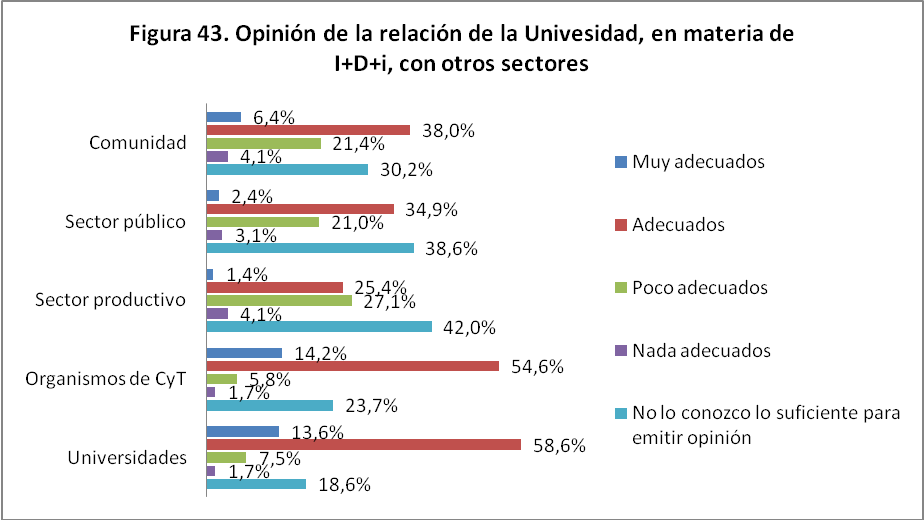 Figura 43. Opinión de la relación de la Univesidad, en materia de
I+D+i, con otros sectores
Comunidad
6,4%
38,0%
21,4%
4,1%
30,2%
Sector público
2,4%
34,9%
21,0%
3,1%
38,6%
Sector productivo
1,4%
25,4%
27,1%
4,1%
42,0%
Organismos de CyT
14,2%
54,6%
5,8%
1,7%
23,7%
Universidades
13,6%
58,6%
7,5%
1,7%
18,6%
Muy adecuados
Adecuados
Poco adecuados
Nada adecuados
No lo conozco lo suficiente para
emitir opinión